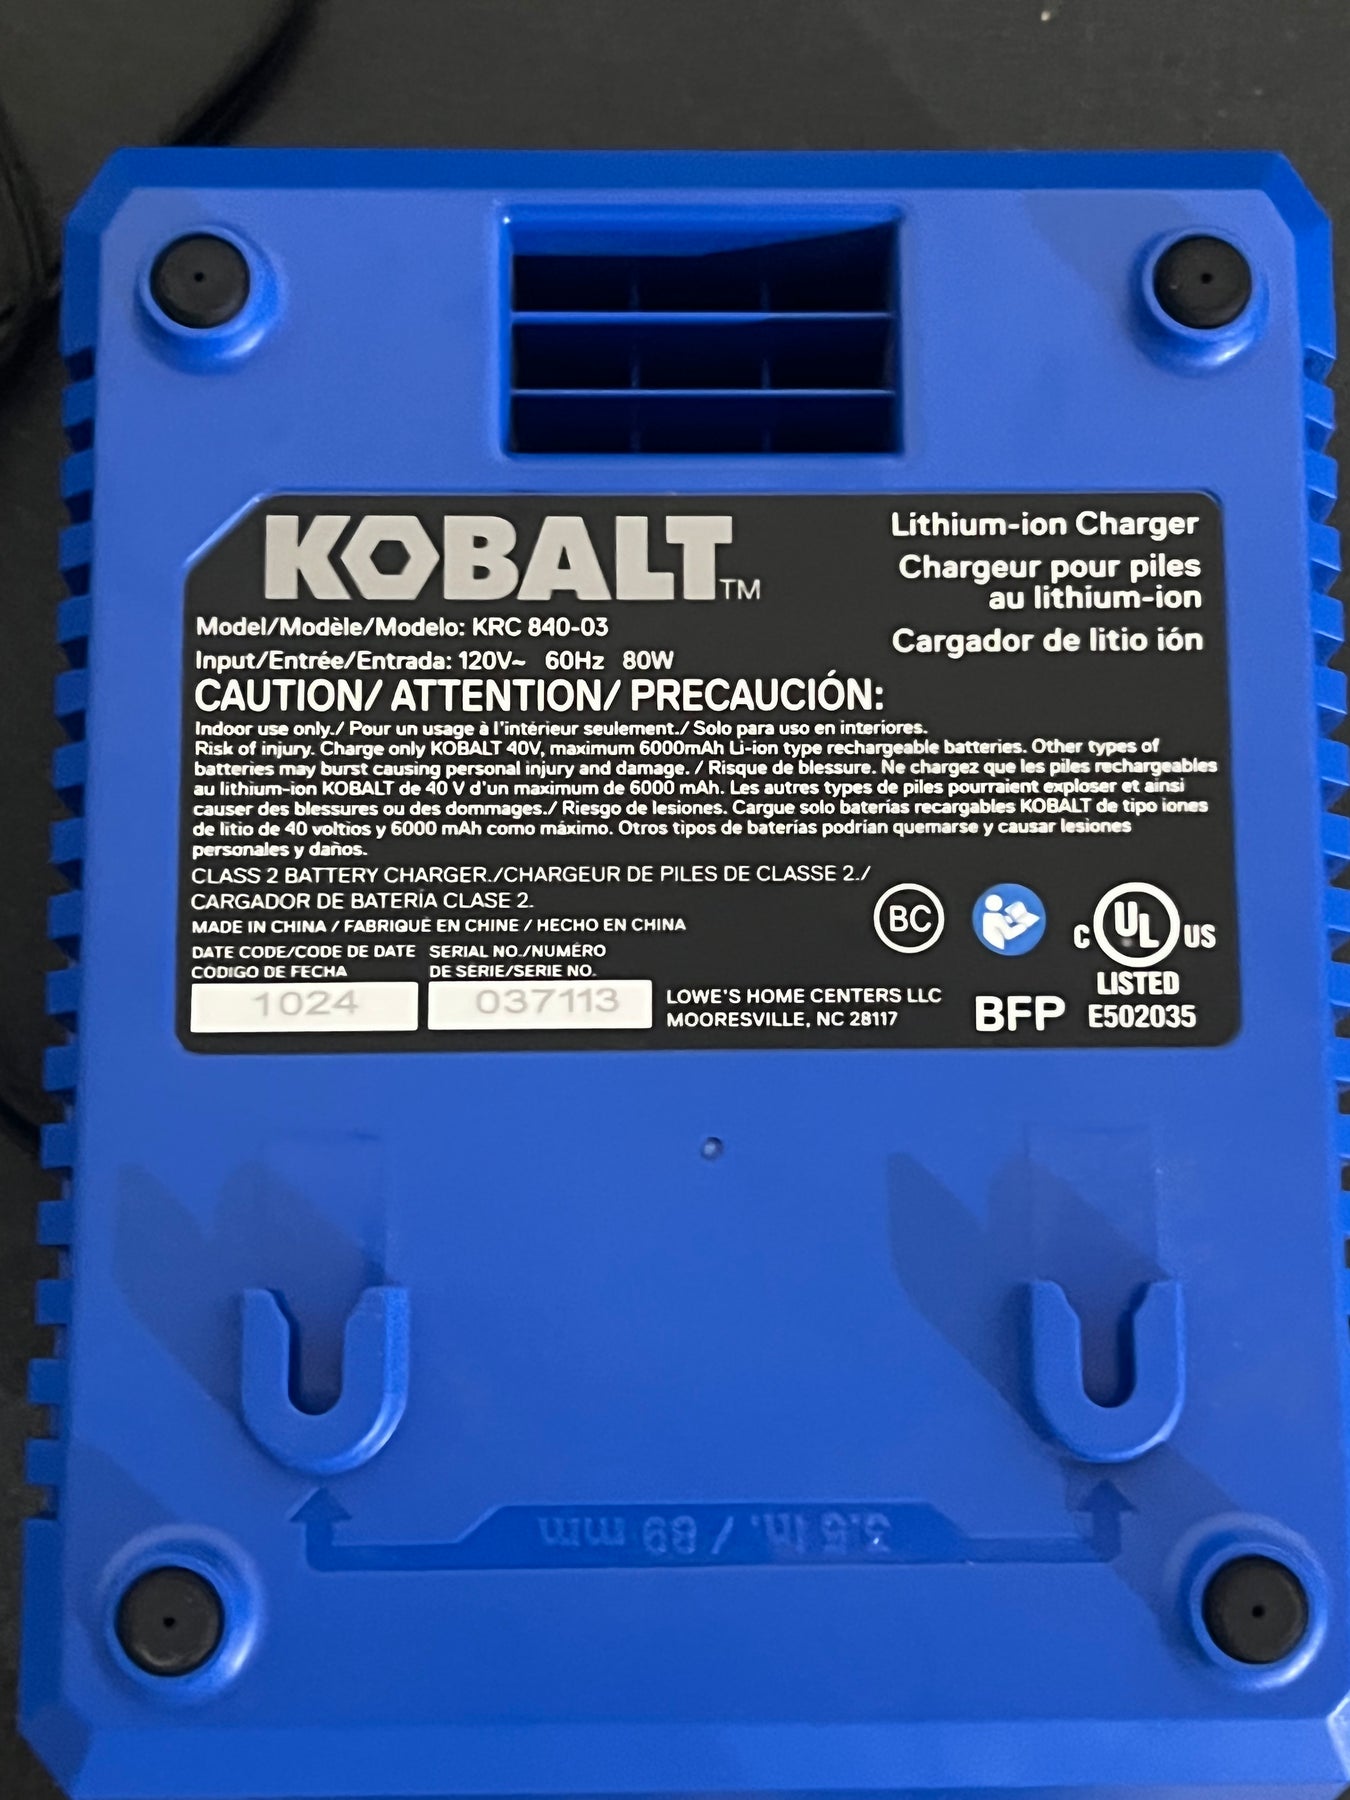 KOBALT™
Lithium-ion Charger
Chargeur pour piles
au lithium-ion
Cargador de litio ión
Model/Modèle/Modelo: KRC 840-03
Input/Entrée/Entrada: 120V~ 60Hz 80W
CAUTION/ ATTENTION/ PRECAUCIÓN:
Indoor use only./ Pour un usage à l'intérieur seulement./ Solo para uso en interiores.
Risk of injury. Charge only KOBALT 40V, maximum 6000mAh Li-ion type rechargeable batteries. Other types of
batteries may burst causing personal injury and damage. / Risque de blessure. Ne chargez que les piles rechargeables
au lithium-ion KOBALT de 40 V d'un maximum de 6000 mAh. Les autres types de piles pourraient exploser et ainsi
causer des blessures ou des dommages./ Riesgo de lesiones. Cargue solo baterías recargables KOBALT de tipo iones
de litio de 40 voltios y 6000 mAh como máximo. Otros tipos de baterías podrían quemarse y causar lesiones
personales y daños.
CLASS 2 BATTERY CHARGER./CHARGEUR DE PILES DE CLASSE 2./
CARGADOR DE BATERÍA CLASE 2.
MADE IN CHINA / FABRIQUÉ EN CHINE / HECHO EN CHINA
DATE CODE/CODE DE DATE
CÓDIGO DE FECHA
1024
SERIAL NO./NUMÉRO
DE SÉRIE/SERIE NO.
037113
LOWE'S HOME CENTERS LLC
MOORESVILLE, NC 28117
BC
BFP
C UL US
LISTED
E502035
3.5 in. / 89 mm